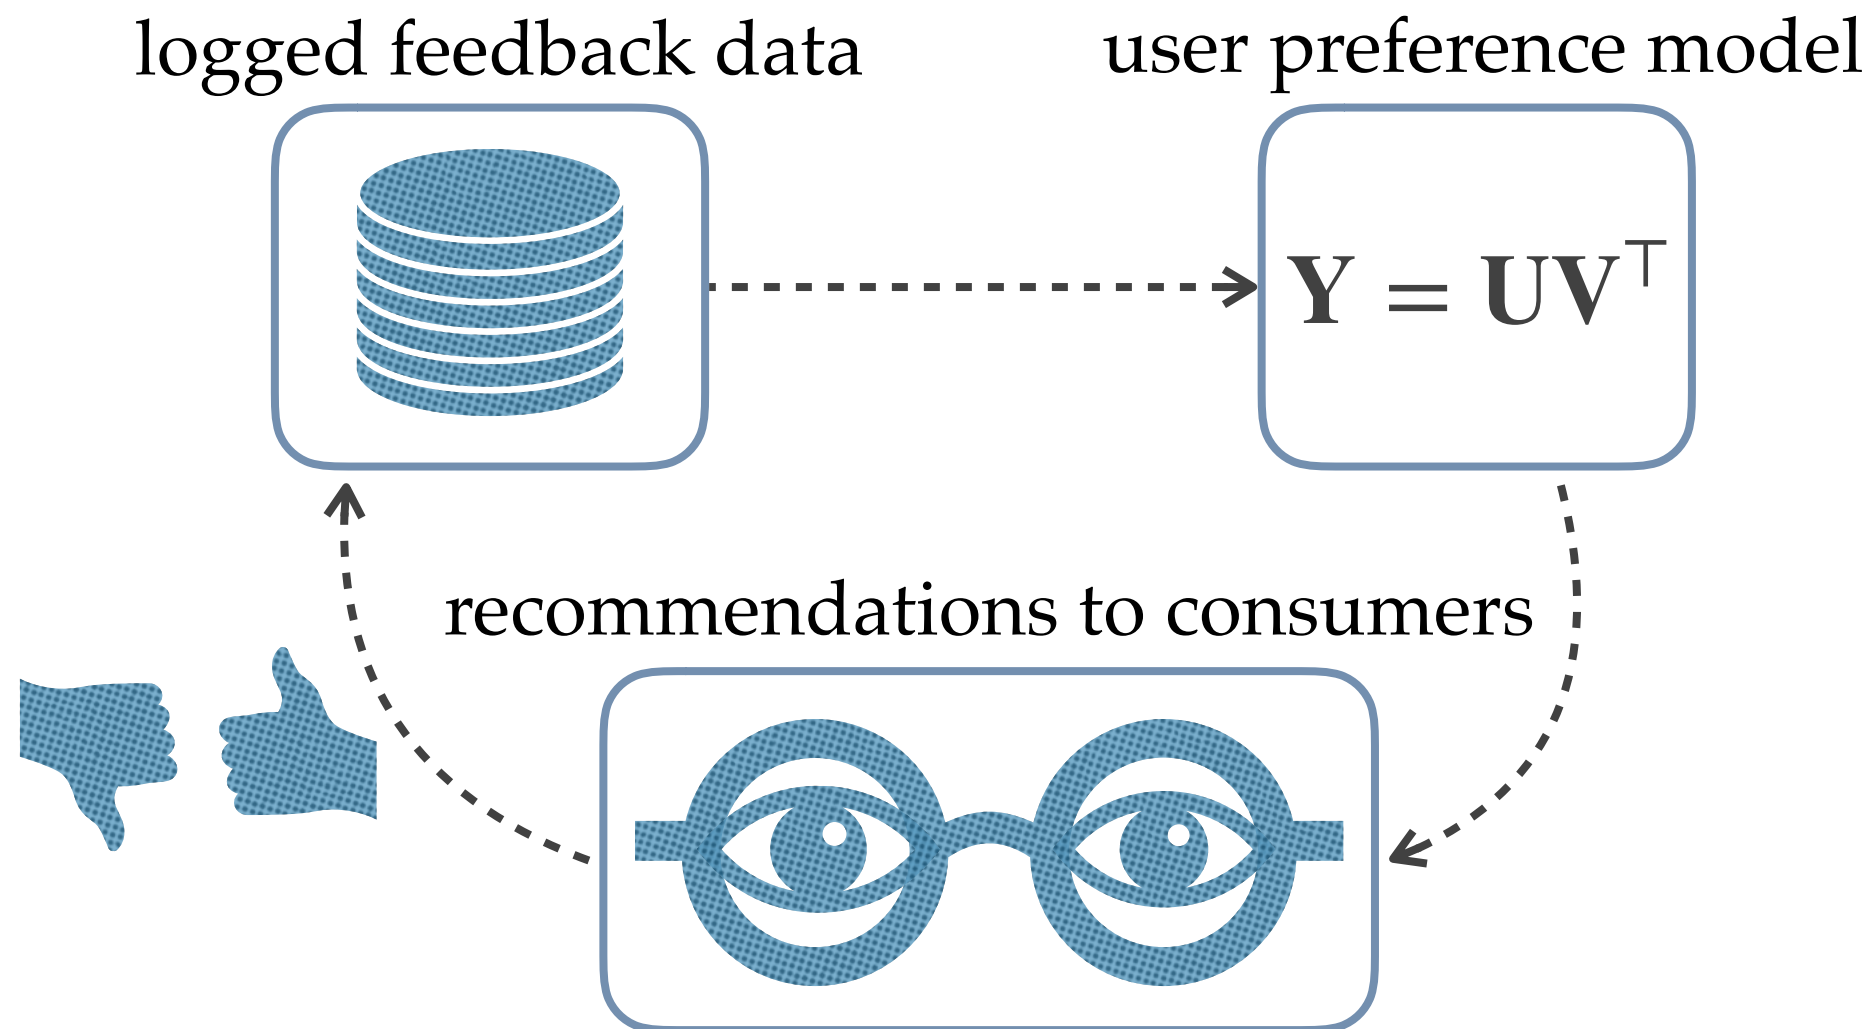 logged feedback data
user preference model
Y = UV⊤
recommendations to consumers